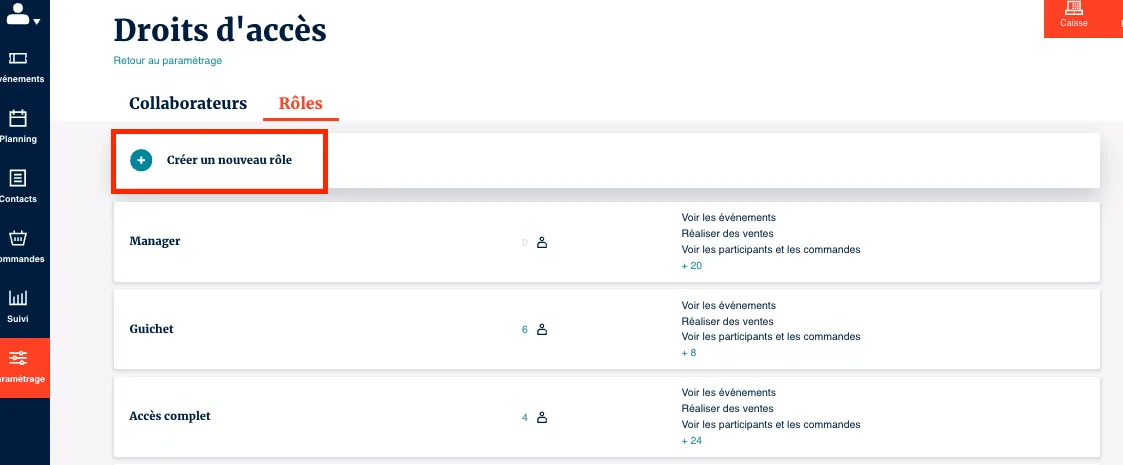 Droits d'accès
Caisse
Retour au paramétrage
vénements
Collaborateurs
Rôles
Planning
Créer un nouveau rôle
Contacts
Manager
0
Voir les événements
Réaliser des ventes
Voir les participants et les commandes
+ 20
ommandes
Suivi
Guichet
6
Voir les événements
Réaliser des ventes
Voir les participants et les commandes
+ 8
aramétrage
Accès complet
4
Voir les événements
Réaliser des ventes
Voir les participants et les commandes
+ 24